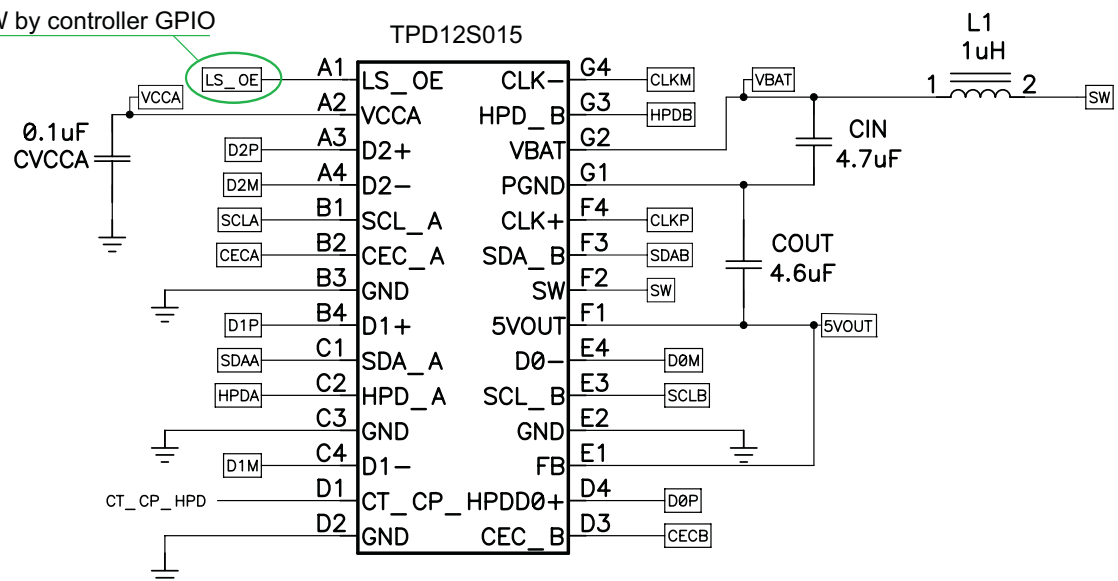 by controller GPIO
TPD12S015
L1
1uH
LS_OE A1 LS_OE CLK- G4 CLKM
VCCA A2 VCCA HPD_B G3 HPDB
VBAT 1 2 SW
0.1uF
CVCCA
D2P A3 D2+ VBAT G2
CIN
4.7uF
D2M A4 D2- PGND G1
SCLA B1 SCL_A CLK+ F4 CLKP
CECA B2 CEC_A SDA_B F3 SDAB
COUT
4.6uF
B3 GND SW F2 SW
D1P B4 D1+ 5VOUT F1 5VOUT
SDAA C1 SDA_A D0- E4 D0M
HPDA C2 HPD_A SCL_B E3 SCLB
C3 GND GND E2
D1M C4 D1- FB E1
CT_CP_HPD D1 CT_CP_HPD D0+ D4 D0P
D2 GND CEC_B D3 CECB